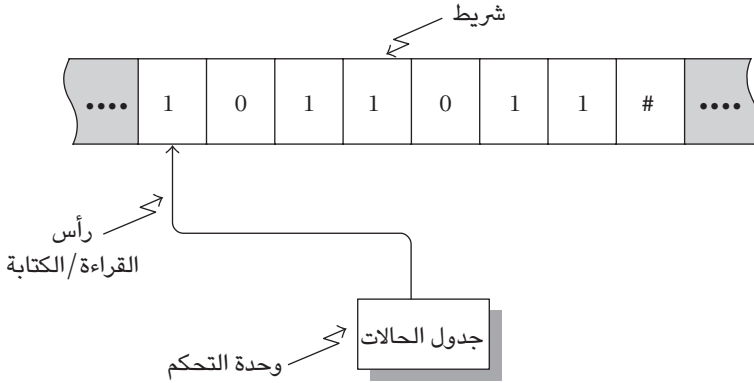 شريط
.... 1 0 1 1 0 1 1 # ....
رأس
القراءة/الكتابة
جدول الحالات
وحدة التحكم